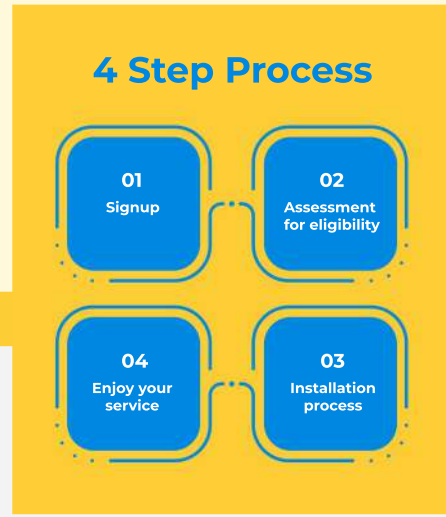 4 Step Process
01
Signup
02
Assessment
for eligibility
04
Enjoy your
service
03
Installation
process